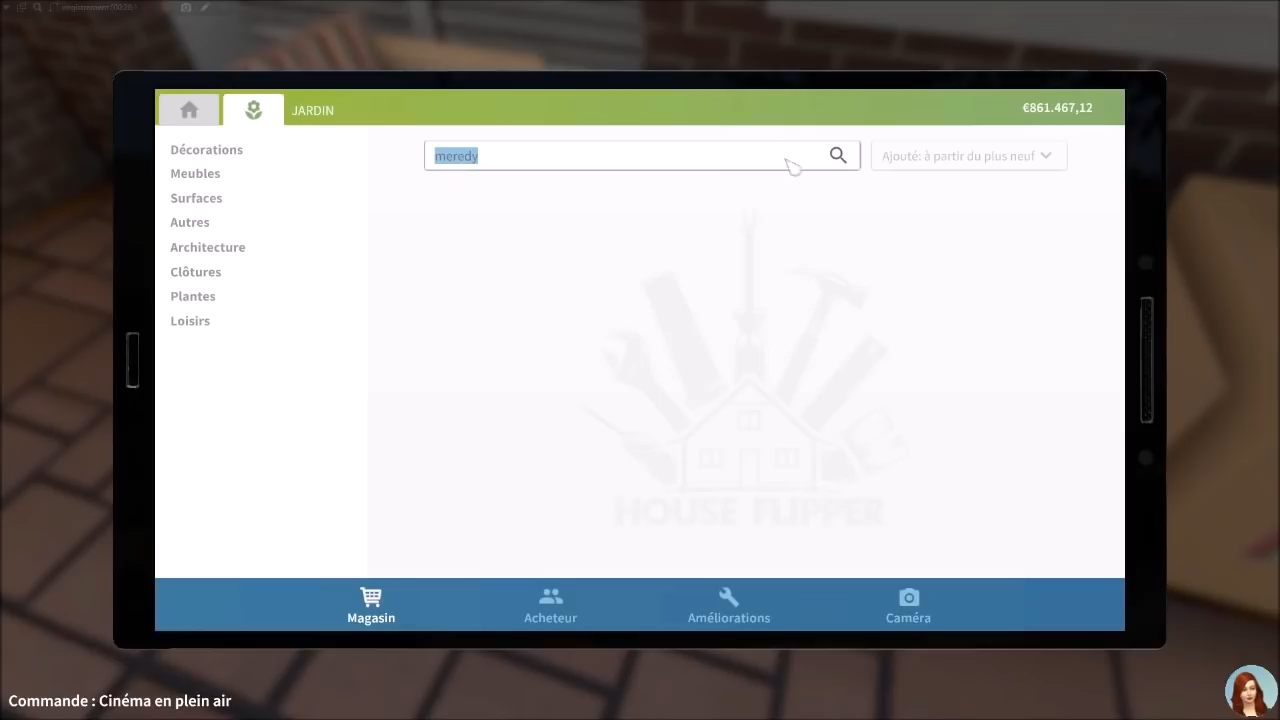 JARDIN
€861.467,12
meredy
Ajouté: à partir du plus neuf
Décorations
Meubles
Surfaces
Autres
Architecture
Clôtures
Plantes
Loisirs
HOUSE FLIPPER
Magasin
Acheteur
Améliorations
Caméra
Commande : Cinéma en plein air